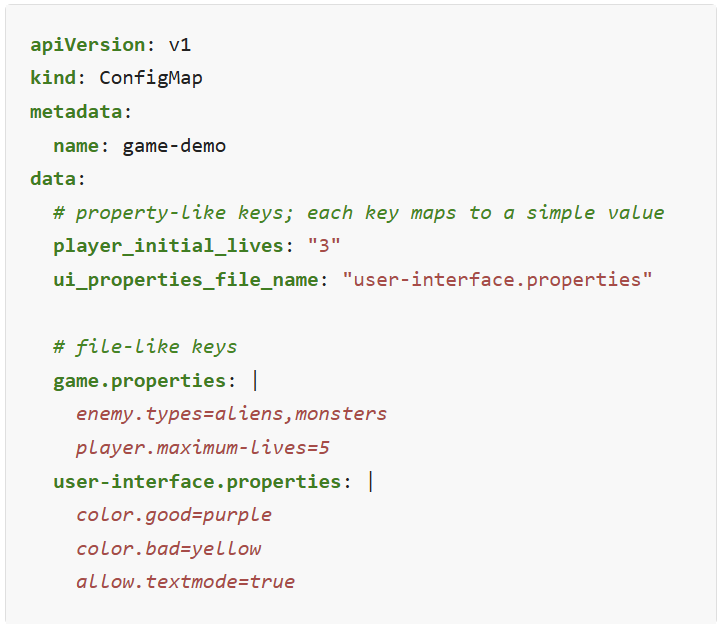 apiVersion: v1
kind: ConfigMap
metadata:
  name: game-demo
data:
  # property-like keys; each key maps to a simple value
  player_initial_lives: "3"
  ui_properties_file_name: "user-interface.properties"

  # file-like keys
  game.properties: |
    enemy.types=aliens,monsters
    player.maximum-lives=5
  user-interface.properties: |
    color.good=purple
    color.bad=yellow
    allow.textmode=true